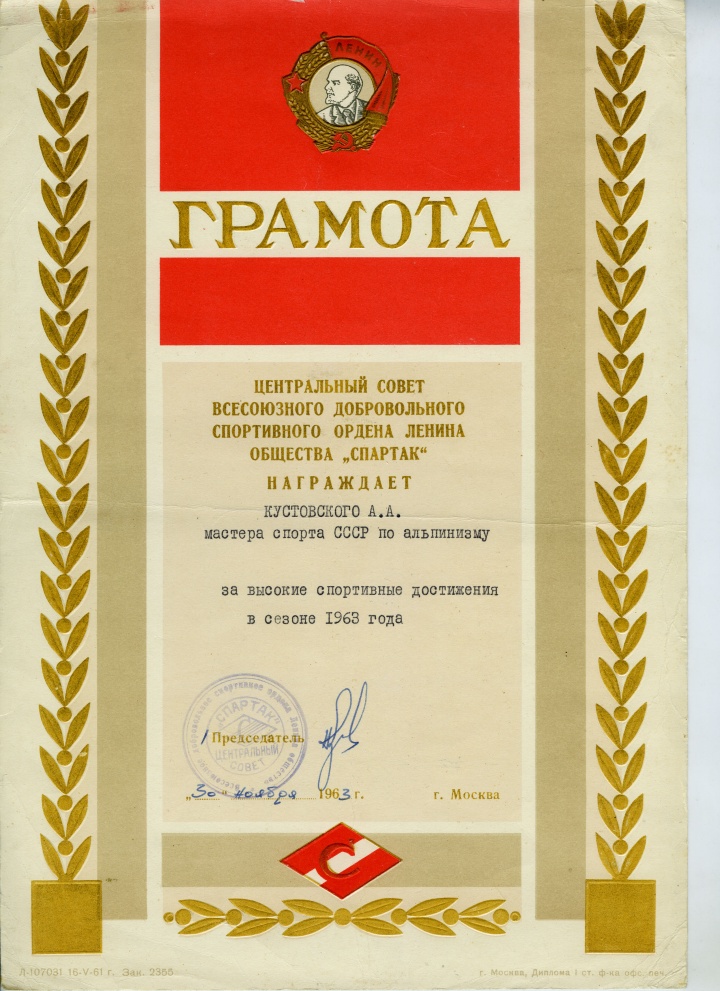 ЛЕНИН
ГРАМОТА
ЦЕНТРАЛЬНЫЙ СОВЕТ
ВСЕСОЮЗНОГО ДОБРОВОЛЬНОГО
СПОРТИВНОГО ОРДЕНА ЛЕНИНА
ОБЩЕСТВА „СПАРТАК“
НАГРАЖДАЕТ
КУСТОВСКОГО А.А.
мастера спорта СССР по альпинизму
за высокие спортивные достижения
в сезоне 1963 года
„СПАРТАК“
ЦЕНТРАЛЬНЫЙ
СОВЕТ
Председатель
„30“ ноября 1963 г. г. Москва
С
Л-107031 16-V-61 г. Зак. 2355 г. Москва, Диплома I ст. ф-ка офс. печ.